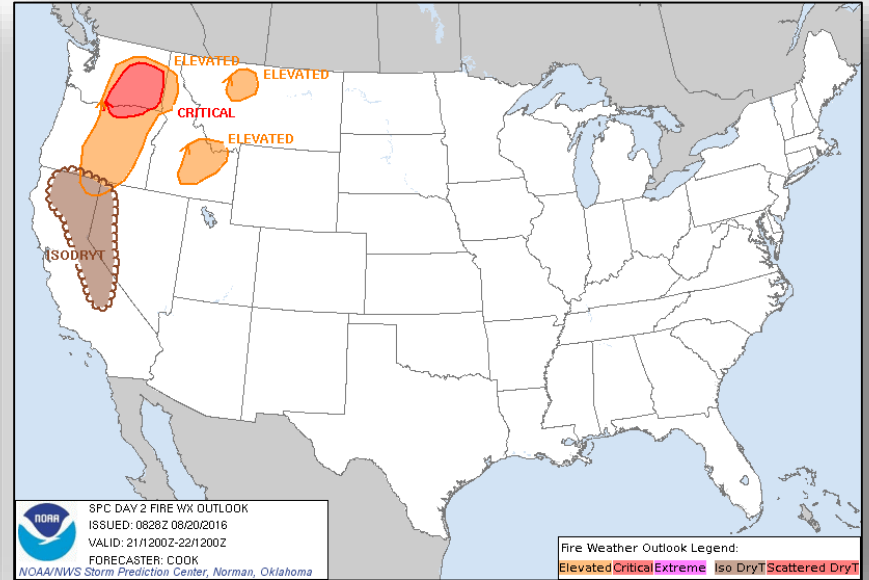 ELEVATED
ELEVATED
CRITICAL
ELEVATED
ISODRYT
NOAA
SPC DAY 2 FIRE WX OUTLOOK
ISSUED: 0828Z 08/20/2016
VALID: 21/1200Z-22/1200Z
FORECASTER: COOK
NOAA/NWS Storm Prediction Center, Norman, Oklahoma
Fire Weather Outlook Legend:
Elevated Critical Extreme Iso DryT Scattered DryT